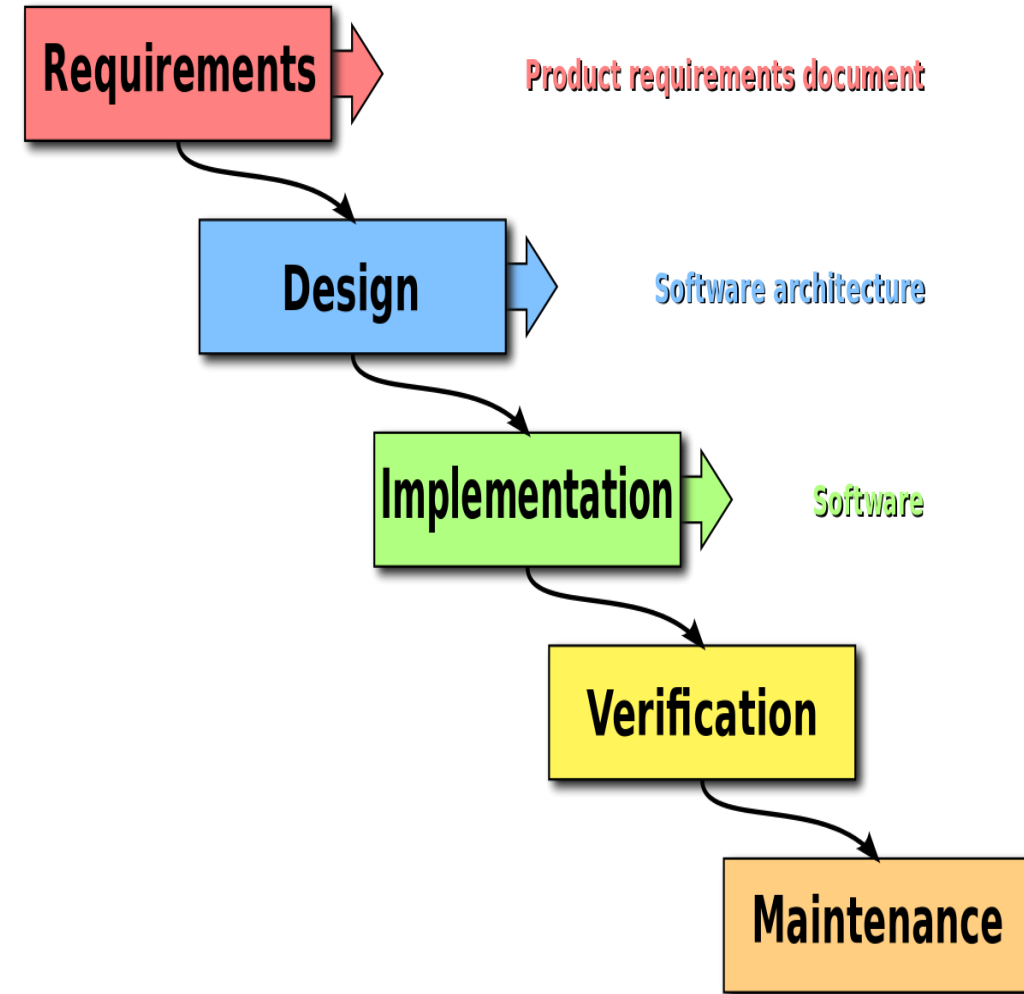 Requirements
Product requirements document
Design
Software architecture
Implementation
Software
Verification
Maintenance